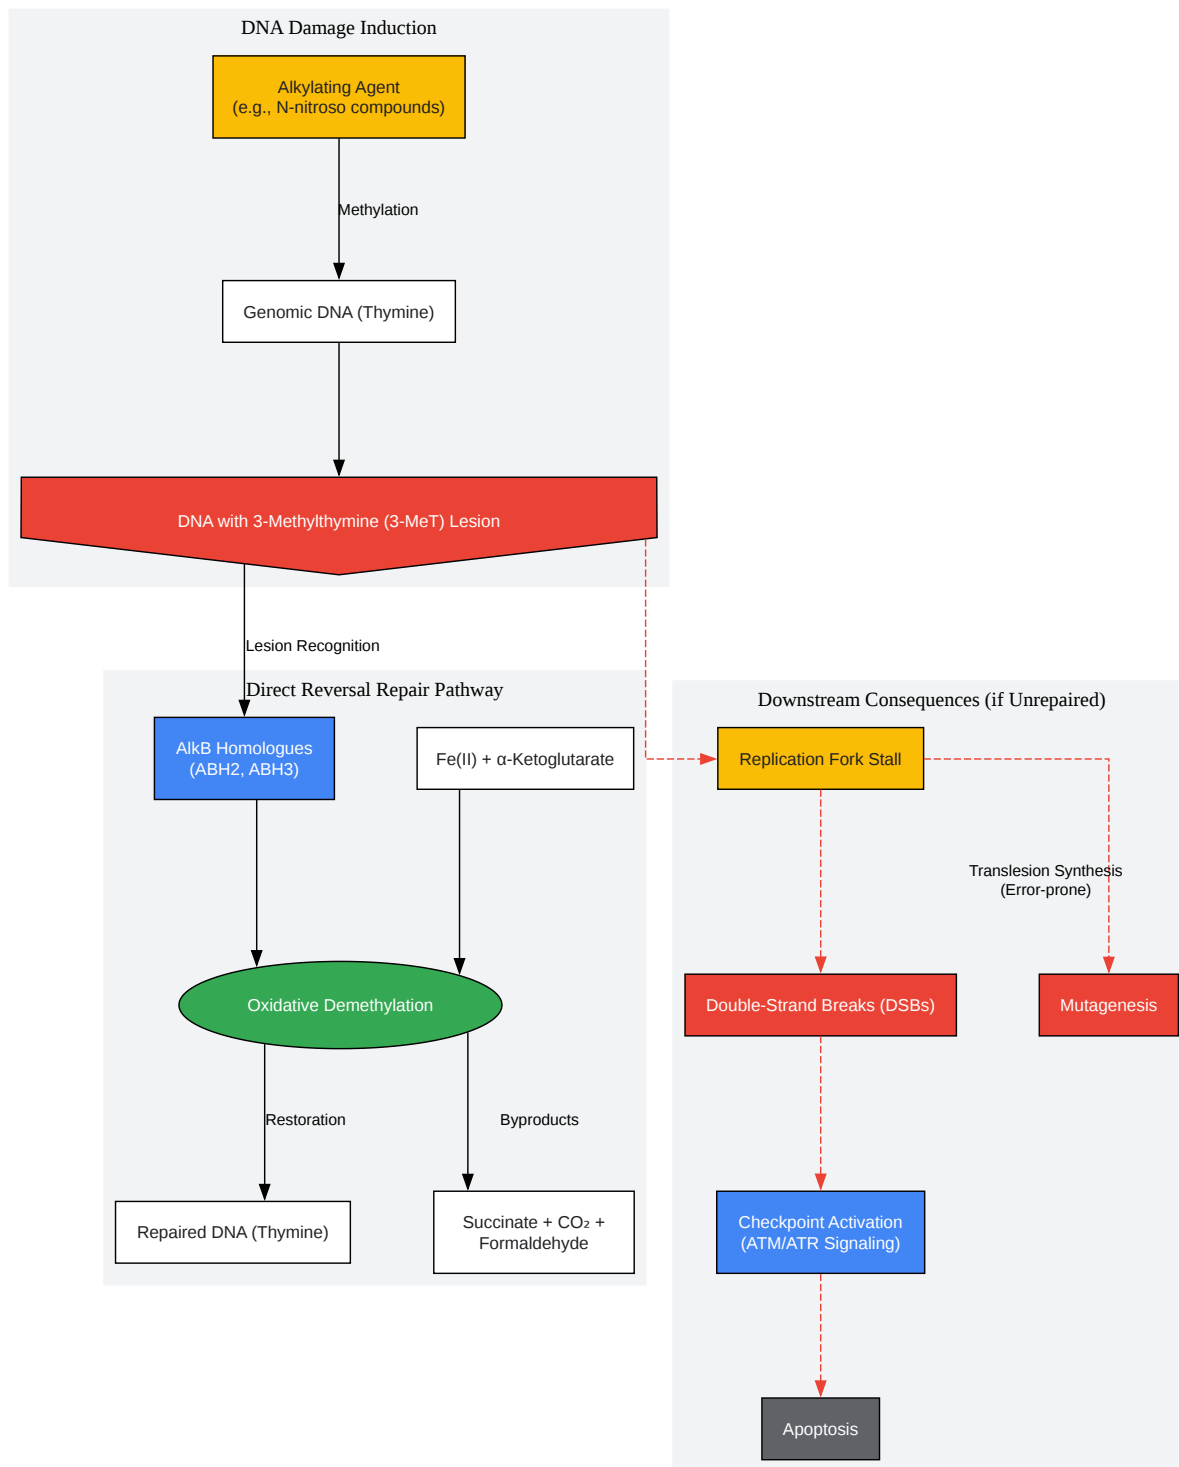 DNA Damage Induction
Alkylating Agent
(e.g., N-nitroso compounds)
Methylation
Genomic DNA (Thymine)
DNA with 3-Methylthymine (3-MeT) Lesion
Lesion Recognition
Direct Reversal Repair Pathway
AlkB Homologues
(ABH2, ABH3)
Fe(II) + α-Ketoglutarate
Oxidative Demethylation
Restoration
Byproducts
Repaired DNA (Thymine)
Succinate + CO₂ +
Formaldehyde
Downstream Consequences (if Unrepaired)
Replication Fork Stall
Translesion Synthesis
(Error-prone)
Double-Strand Breaks (DSBs)
Mutagenesis
Checkpoint Activation
(ATM/ATR Signaling)
Apoptosis